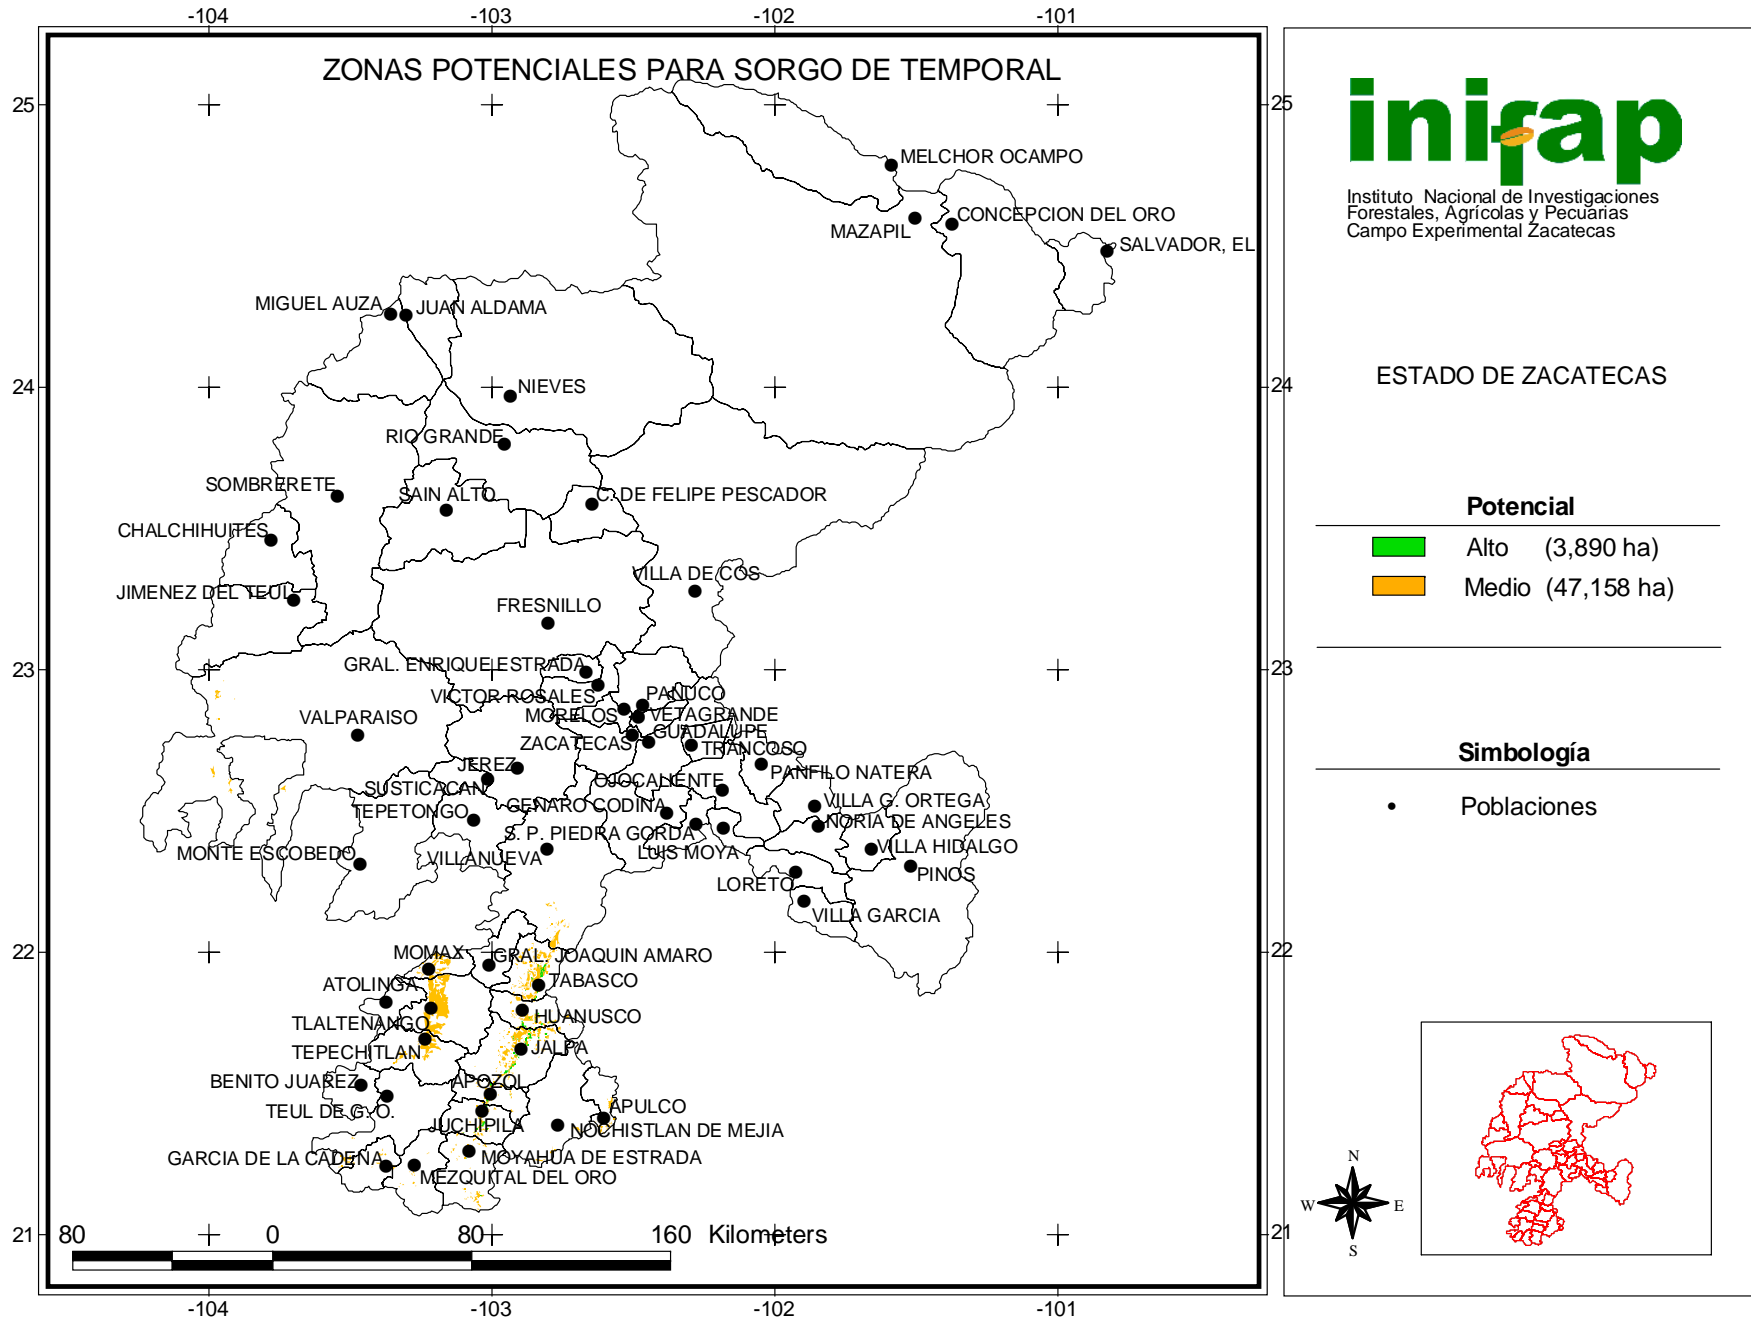 -104
-103
-102
-101
ZONAS POTENCIALES PARA SORGO DE TEMPORAL
25
25
MELCHOR OCAMPO
CONCEPCION DEL ORO
MAZAPIL
SALVADOR, EL
MIGUEL AUZA
JUAN ALDAMA
24
24
NIEVES
RIO GRANDE
SOMBRERETE
SAIN ALTO
C. DE FELIPE PESCADOR
CHALCHIHUITES
VILLA DE COS
JIMENEZ DEL TEUL
FRESNILLO
23
23
GRAL. ENRIQUE ESTRADA
VICTOR ROSALES
PANUCO
VALPARAISO
MORELOS
VETAGRANDE
GUADALUPE
ZACATECAS
TRANCOSO
JEREZ
PANFILO NATERA
SUSTICACAN
OJOCALIENTE
TEPETONGO
GENARO CODINA
VILLA G. ORTEGA
NORIA DE ANGELES
S. P. PIEDRA GORDA
VILLA HIDALGO
MONTE ESCOBEDO
VILLANUEVA
LUIS MOYA
PINOS
LORETO
VILLA GARCIA
22
22
MOMAX
GRAL. JOAQUIN AMARO
ATOLINGA
TABASCO
TLALTENANGO
HUANUSCO
TEPECHITLAN
JALPA
BENITO JUAREZ
APOZOL
TEUL DE G. O.
APULCO
JUCHIPILA
NOCHISTLAN DE MEJIA
GARCIA DE LA CADENA
MOYAHUA DE ESTRADA
MEZQUITAL DEL ORO
21
21
80
0
80
160
Kilometers
-104
-103
-102
-101
inifap
Instituto Nacional de Investigaciones
Forestales, Agrícolas y Pecuarias
Campo Experimental Zacatecas
ESTADO DE ZACATECAS
Potencial
Alto (3,890 ha)
Medio (47,158 ha)
Simbología
Poblaciones
N
W
E
S